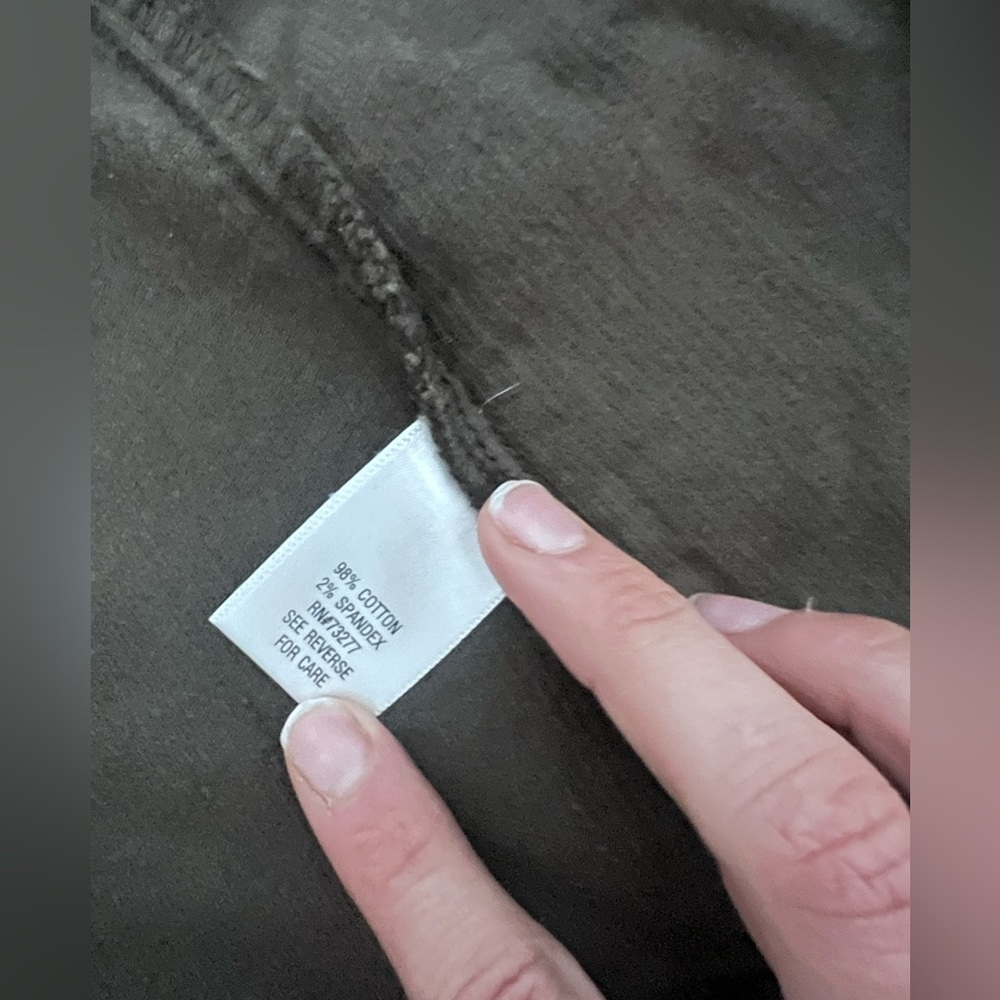 98% COTTON
2% SPANDEX
RN#73277
SEE REVERSE
FOR CARE